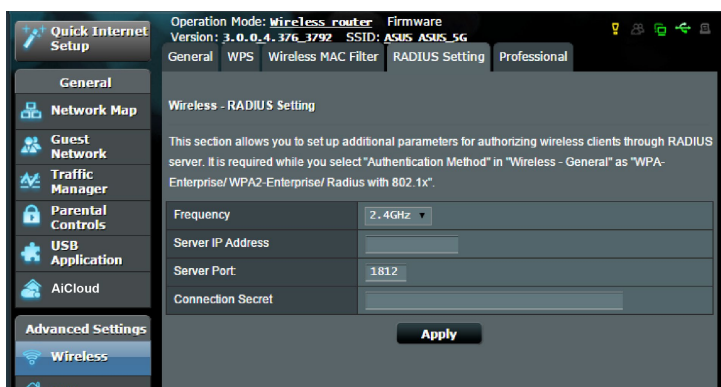 Quick Internet
Setup
General
Network Map
Guest
Network
Traffic
Manager
Parental
Controls
USB
Application
AiCloud
Advanced Settings
Wireless
Operation Mode: Wireless router Firmware
Version: 3.0.0.4.376_3792 SSID: ASUS ASUS_5G
General WPS Wireless MAC Filter RADIUS Setting Professional
Wireless - RADIUS Setting
This section allows you to set up additional parameters for authorizing wireless clients through RADIUS
server. It is required while you select "Authentication Method" in "Wireless - General" as "WPA-
Enterprise/ WPA2-Enterprise/ Radius with 802.1x".
Frequency 2.4GHz
Server IP Address
Server Port: 1812
Connection Secret
Apply